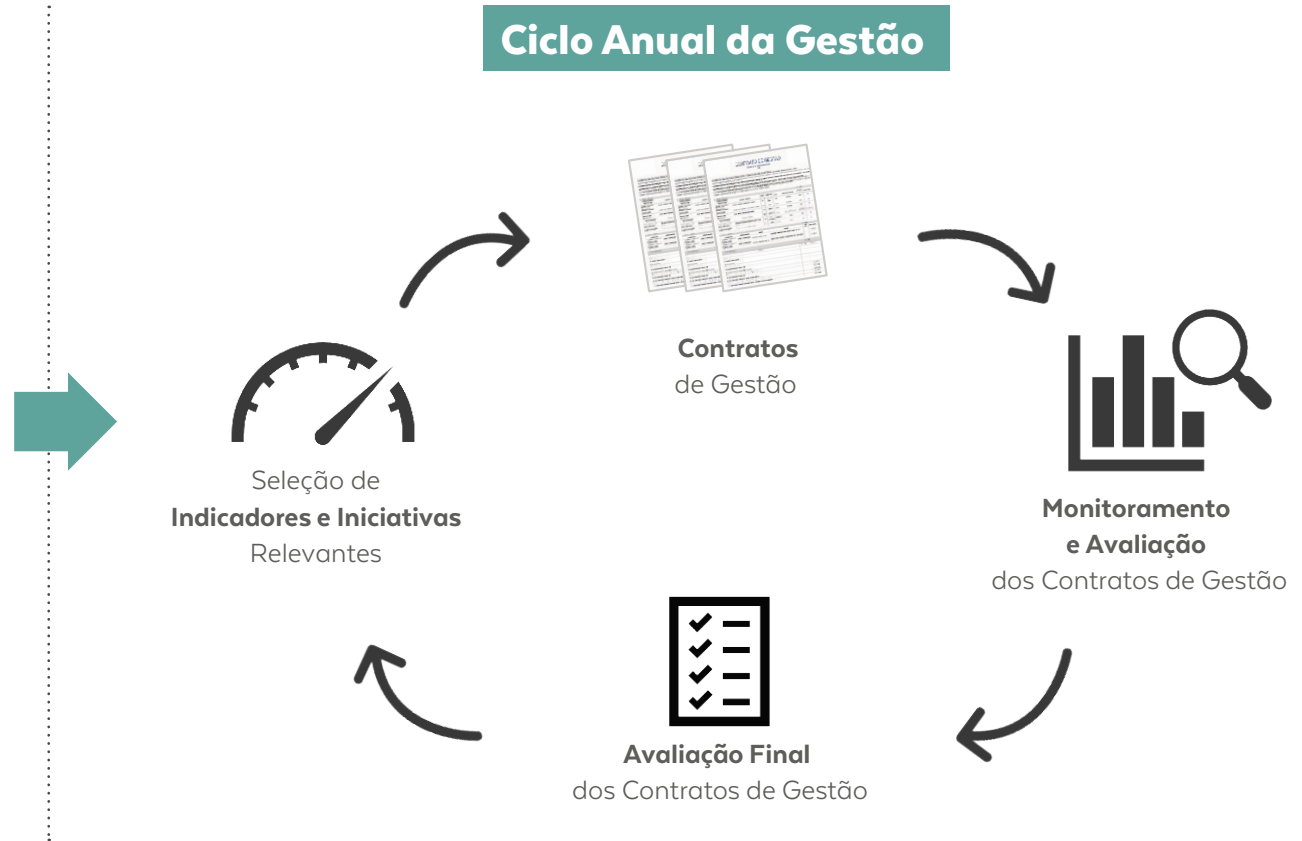 Ciclo Anual da Gestão
Contratos
de Gestão
Seleção de
Indicadores e Iniciativas
Relevantes
Monitoramento
e Avaliação
dos Contratos de Gestão
Avaliação Final
dos Contratos de Gestão